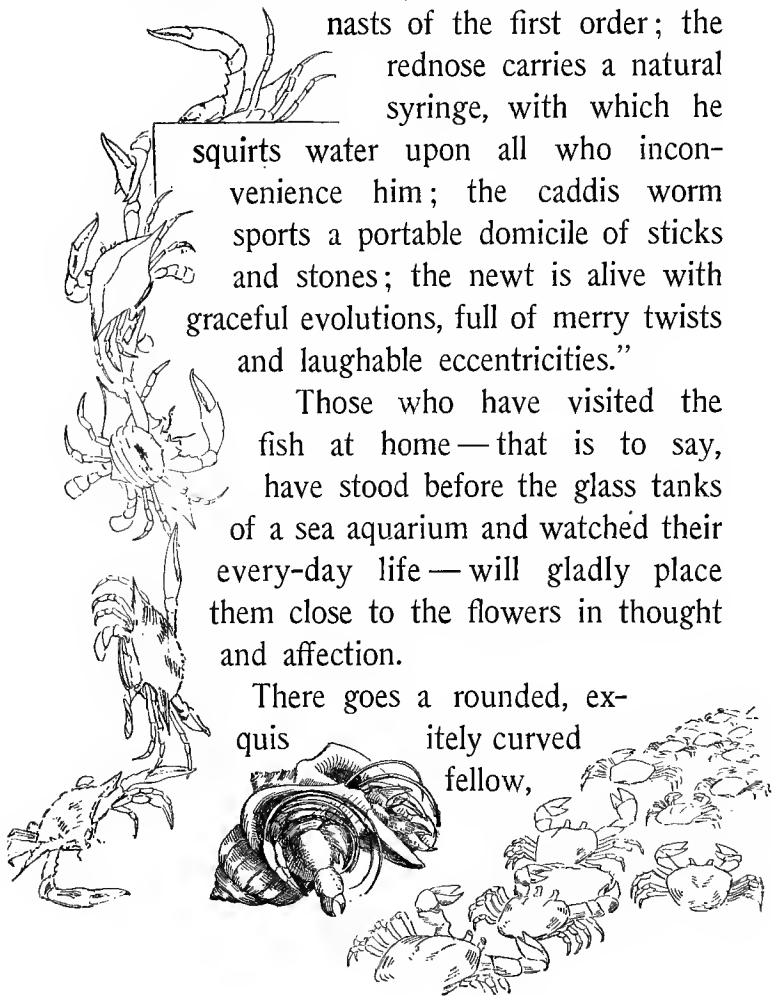 nasts of the first order; the
rednose carries a natural
syringe, with which he
squirts water upon all who incon-
venience him; the caddis worm
sports a portable domicile of sticks
and stones; the newt is alive with
graceful evolutions, full of merry twists
and laughable eccentricities.”
Those who have visited the
fish at home — that is to say,
have stood before the glass tanks
of a sea aquarium and watched their
every-day life — will gladly place
them close to the flowers in thought
and affection.
There goes a rounded, ex-
quis itely curved
fellow,